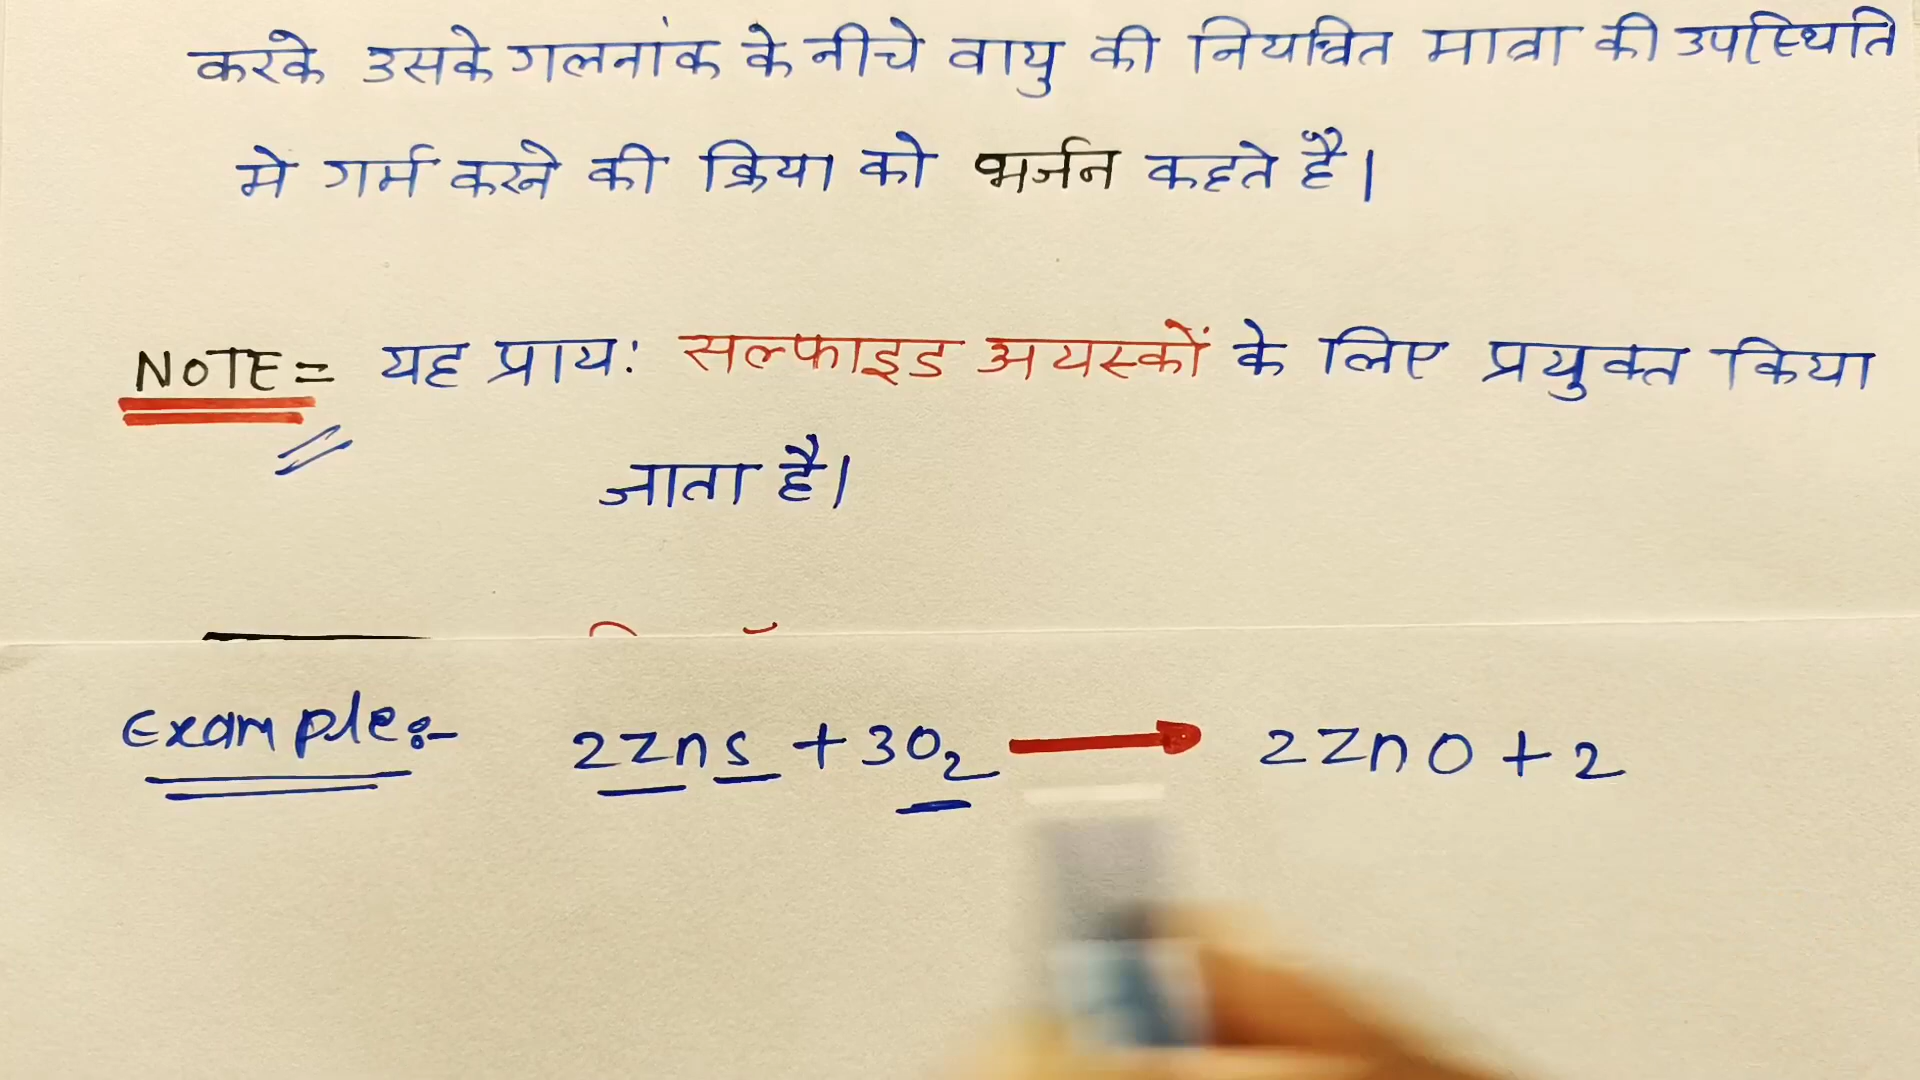 करके उसके गलनांक के नीचे वायु की नियत्रित मात्रा की उपस्थिति
मे गर्म करने की क्रिया को भर्जन कहते है।
NOTE = यह प्राय: सल्फाइड अयस्कों के लिए प्रयुक्त किया
जाता है।
Example:- 2Zns + 3O₂ → 2ZnO + 2